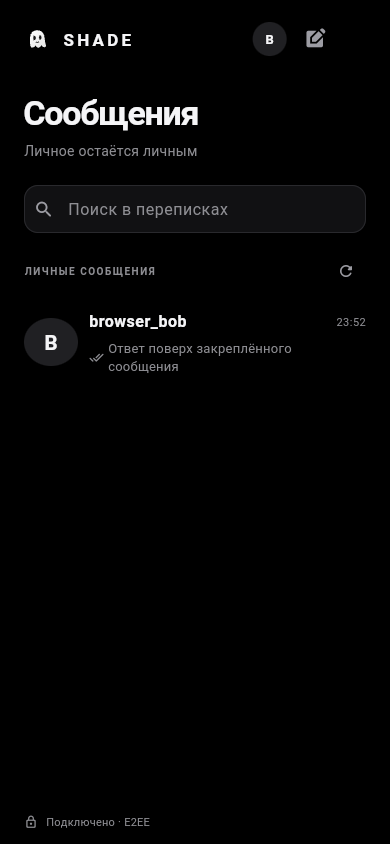 SHADE
B
Сообщения
Личное остаётся личным
Поиск в переписках
ЛИЧНЫЕ СООБЩЕНИЯ
B
browser_bob
23:52
Ответ поверх закреплённого
сообщения
Подключено · E2EE